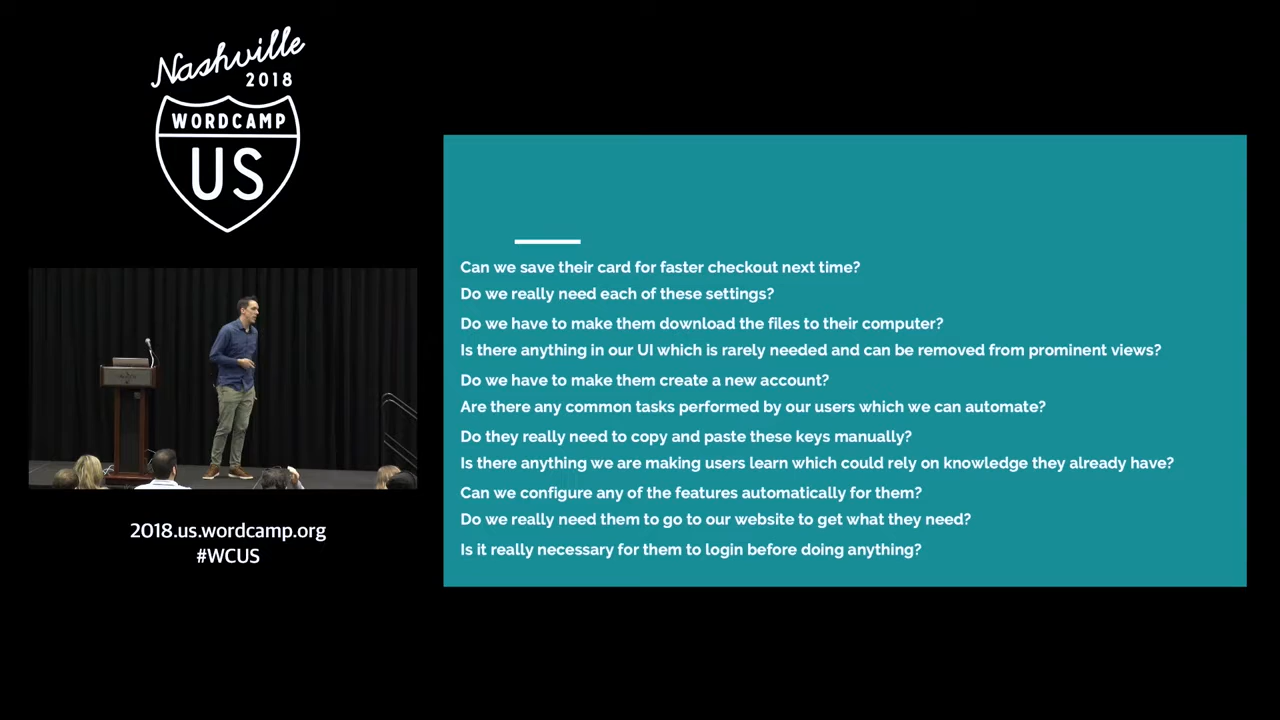 Nashville
2018
WORDCAMP
US
2018.us.wordcamp.org
#WCUS
Can we save their card for faster checkout next time?
Do we really need each of these settings?
Do we have to make them download the files to their computer?
Is there anything in our UI which is rarely needed and can be removed from prominent views?
Do we have to make them create a new account?
Are there any common tasks performed by our users which we can automate?
Do they really need to copy and paste these keys manually?
Is there anything we are making users learn which could rely on knowledge they already have?
Can we configure any of the features automatically for them?
Do we really need them to go to our website to get what they need?
Is it really necessary for them to login before doing anything?